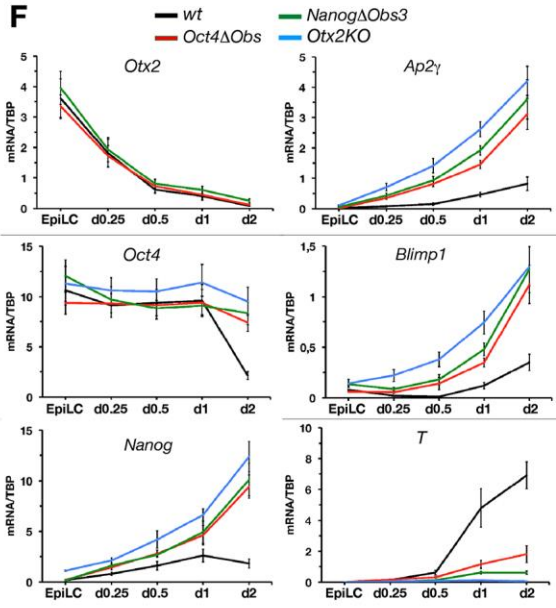 F
wt
NanogΔObs3
Oct4ΔObs
Otx2KO
Otx2
mRNA/TBP
5
4
3
2
1
0
EpiLC d0.25 d0.5 d1 d2
Ap2γ
mRNA/TBP
5
4
3
2
1
0
EpiLC d0.25 d0.5 d1 d2
Oct4
mRNA/TBP
15
10
5
0
EpiLC d0.25 d0.5 d1 d2
Blimp1
mRNA/TBP
1,5
1
0,5
0
EpiLC d0.25 d0.5 d1 d2
Nanog
mRNA/TBP
15
10
5
0
EpiLC d0.25 d0.5 d1 d2
T
mRNA/TBP
10
8
6
4
2
0
EpiLC d0.25 d0.5 d1 d2